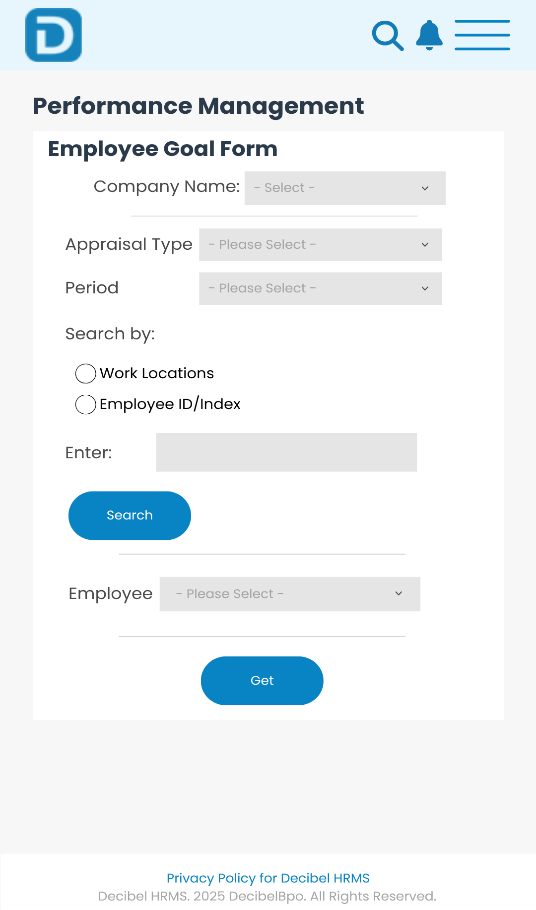 D
Performance Management
Employee Goal Form
Company Name: - Select -
Appraisal Type - Please Select -
Period - Please Select -
Search by:
Work Locations
Employee ID/Index
Enter:
Search
Employee - Please Select -
Get
Privacy Policy for Decibel HRMS
Decibel HRMS. 2025 DecibelBpo. All Rights Reserved.